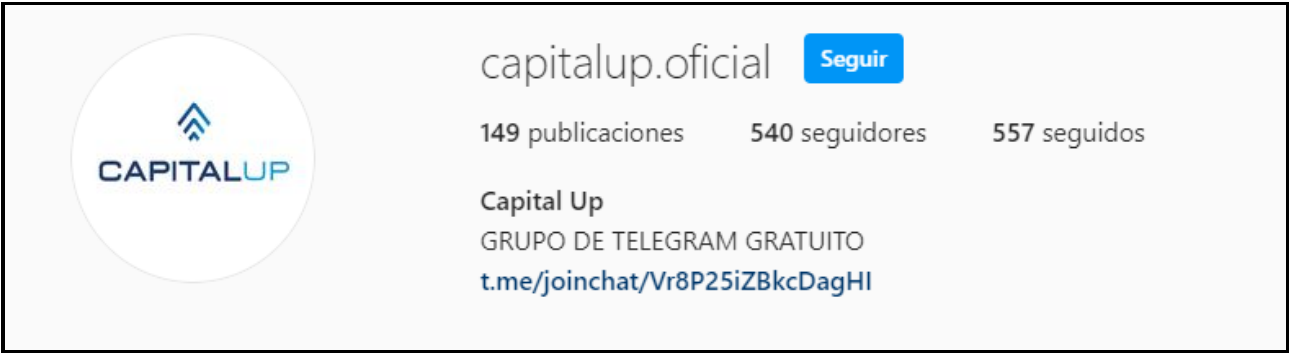 CAPITALUP
capitalup.oficial Seguir
149 publicaciones 540 seguidores 557 seguidos
Capital Up
GRUPO DE TELEGRAM GRATUITO
t.me/joinchat/Vr8P25iZBkcDagHI